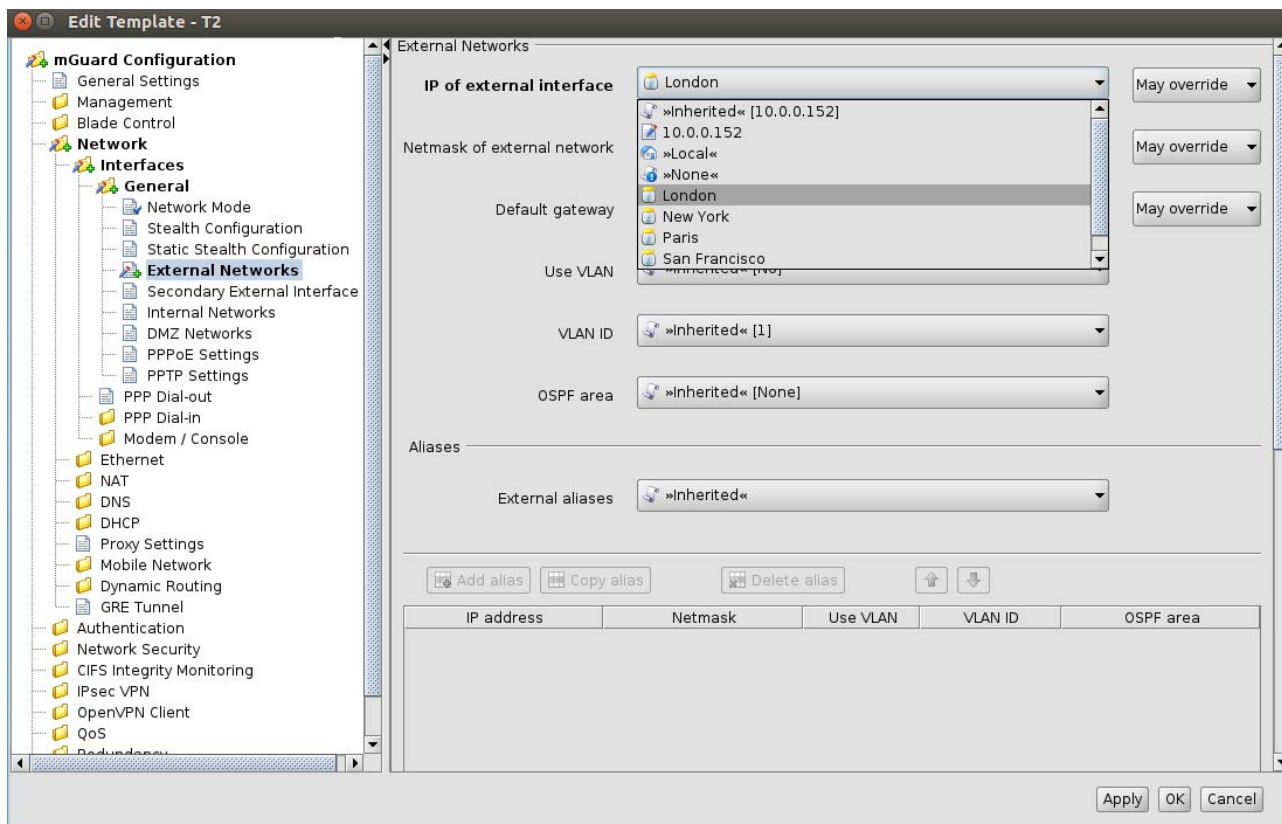 Edit Template - T2
mGuard Configuration
General Settings
Management
Blade Control
Network
Interfaces
General
Network Mode
Stealth Configuration
Static Stealth Configuration
External Networks
Secondary External Interface
Internal Networks
DMZ Networks
PPPoE Settings
PPTP Settings
PPP Dial-out
PPP Dial-in
Modem / Console
Ethernet
NAT
DNS
DHCP
Proxy Settings
Mobile Network
Dynamic Routing
GRE Tunnel
Authentication
Network Security
CIFS Integrity Monitoring
IPsec VPN
OpenVPN Client
QoS
Redundancy
External Networks
IP of external interface London May override
»Inherited« [10.0.0.152]
10.0.0.152
»Local«
»None«
London
New York
Paris
San Francisco
Netmask of external network May override
Default gateway May override
Use VLAN »Inherited« [No]
VLAN ID »Inherited« [1]
OSPF area »Inherited« [None]
Aliases
External aliases »Inherited«
Add alias Copy alias Delete alias
IP address Netmask Use VLAN VLAN ID OSPF area
Apply OK Cancel